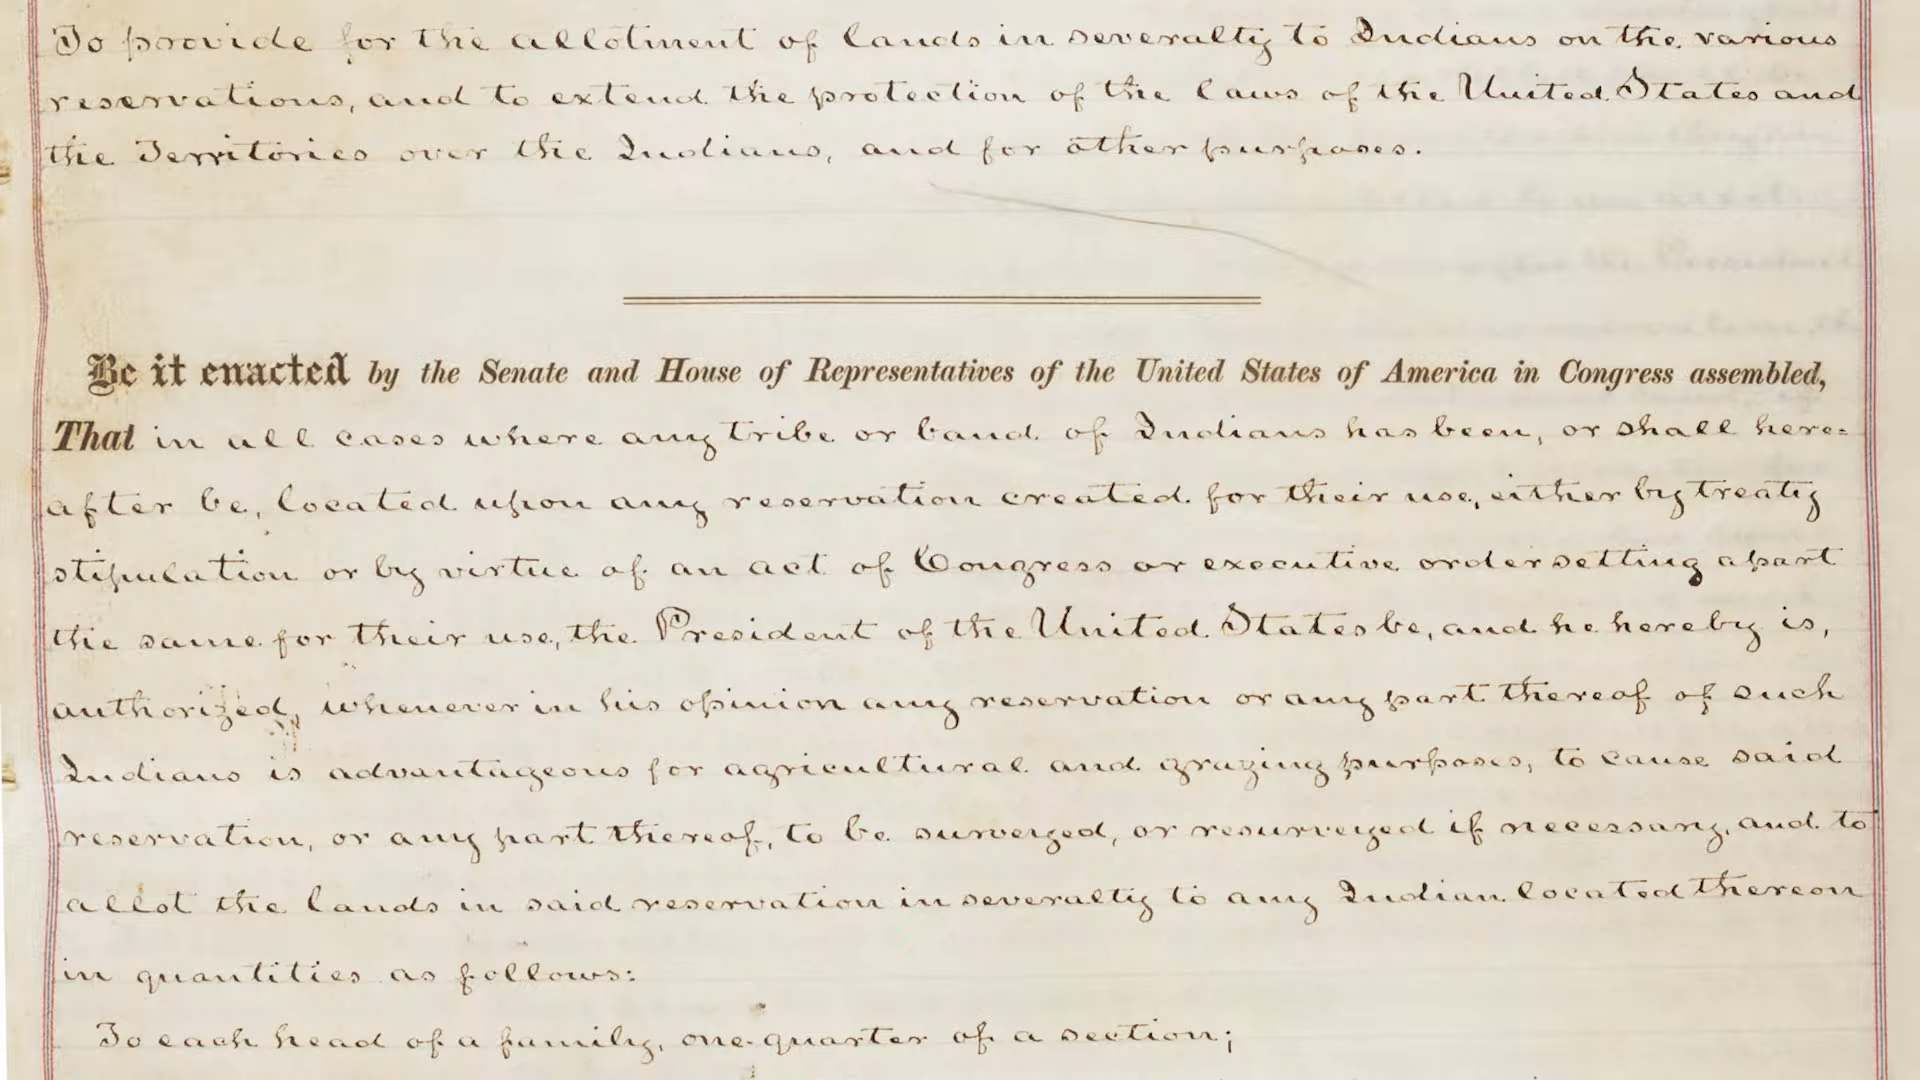 To provide for the allotment of lands in severalty to Indians on the various
reservations, and to extend the protection of the laws of the United States and
the Territories over the Indians, and for other purposes.
Be it enacted by the Senate and House of Representatives of the United States of America in Congress assembled,
That in all cases where any tribe or band of Indians has been, or shall here=
after be, located upon any reservation created for their use, either by treaty
stipulation or by virtue of an act of Congress or executive order setting apart
the same for their use, the President of the United States be, and he hereby is,
authorized, whenever in his opinion any reservation or any part thereof of such
Indians is advantageous for agricultural and grazing purposes, to cause said
reservation, or any part thereof, to be surveyed, or resurveyed if necessary, and to
allot the lands in said reservation in severalty to any Indian located thereon
in quantities as follows:
To each head of a family, one-quarter of a section;